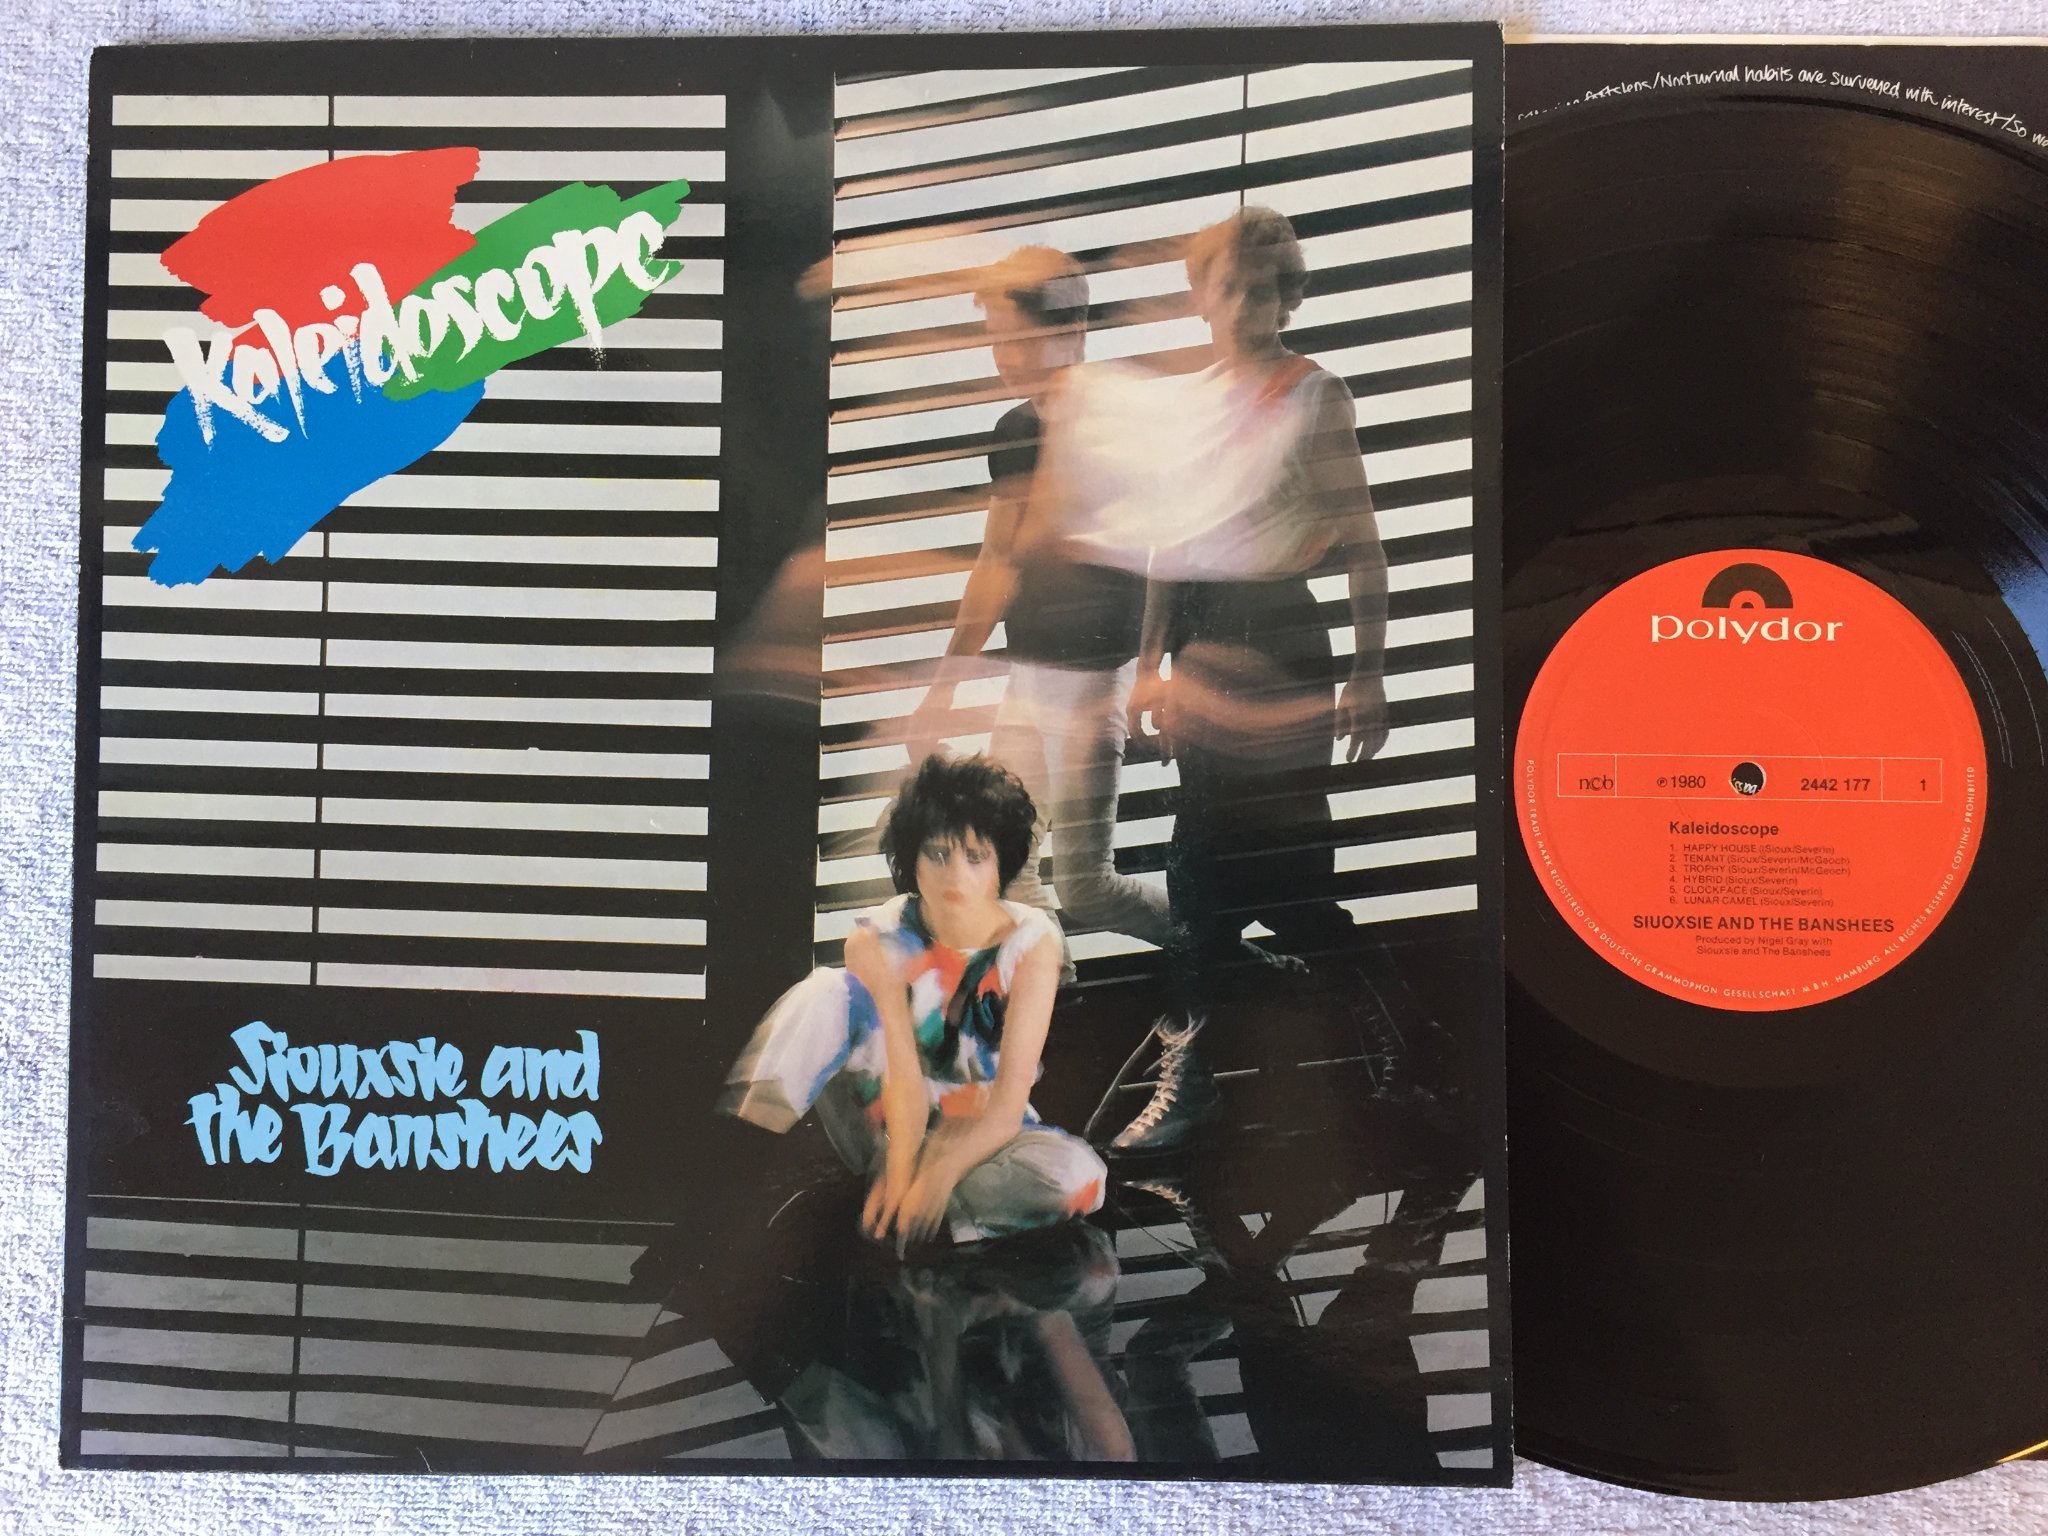 Kaleidoscope
Siouxsie and
the Banshees
Nocturnal habits are surveyed with interest/So
polydor
ncb ℗1980 2442 177 1
Kaleidoscope
1. HAPPY HOUSE (Sioux/Severin)
2. TENANT (Sioux/Severin/McGeoch)
3. TROPHY (Sioux/Severin/McGeoch)
4. HYBRID (Sioux/Severin)
5. CLOCKFACE (Sioux/Severin)
6. LUNAR CAMEL (Sioux/Severin)
SIUOXSIE AND THE BANSHEES
Produced by Nigel Gray with
Siouxsie and The Banshees
POLYDOR TRADE MARK REGISTERED FOR DEUTSCHE GRAMMOPHON GESELLSCHAFT M B H. HAMBURG ALL RIGHTS RESERVED COPYING PROHIBITED